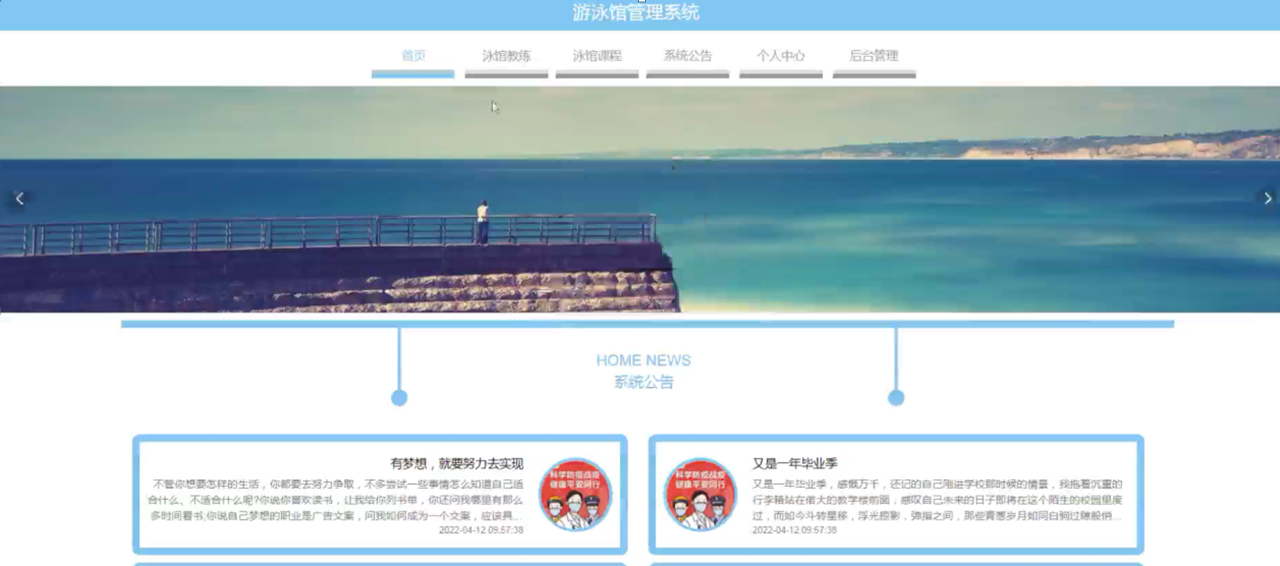 游泳馆管理系统
首页 泳馆教练 泳馆课程 系统公告 个人中心 后台管理
HOME NEWS
系统公告
有梦想，就要努力去实现
不管你想要怎样的生活，你都要去努力争取，不多尝试一些事情怎么知道自己适
合什么、不适合什么呢?你说你喜欢读书，让我给你列书单，你还问我哪里有那么
多时间看书;你说自己梦想的职业是广告文案，问我如何成为一个文案，应该具...
2022-04-12 09:57:38
科学防疫战疫
健康平安同行
又是一年毕业季
又是一年毕业季，感慨万千，还记的自己刚进学校那时候的情景，我拖着沉重的
行李箱站在偌大的教学楼前面，感叹自己未来的日子即将在这个陌生的校园里度
过，而如今斗转星移，浮光掠影，弹指之间，那些青葱岁月如同白驹过隙般悄...
2022-04-12 09:57:38
科学防疫战疫
健康平安同行